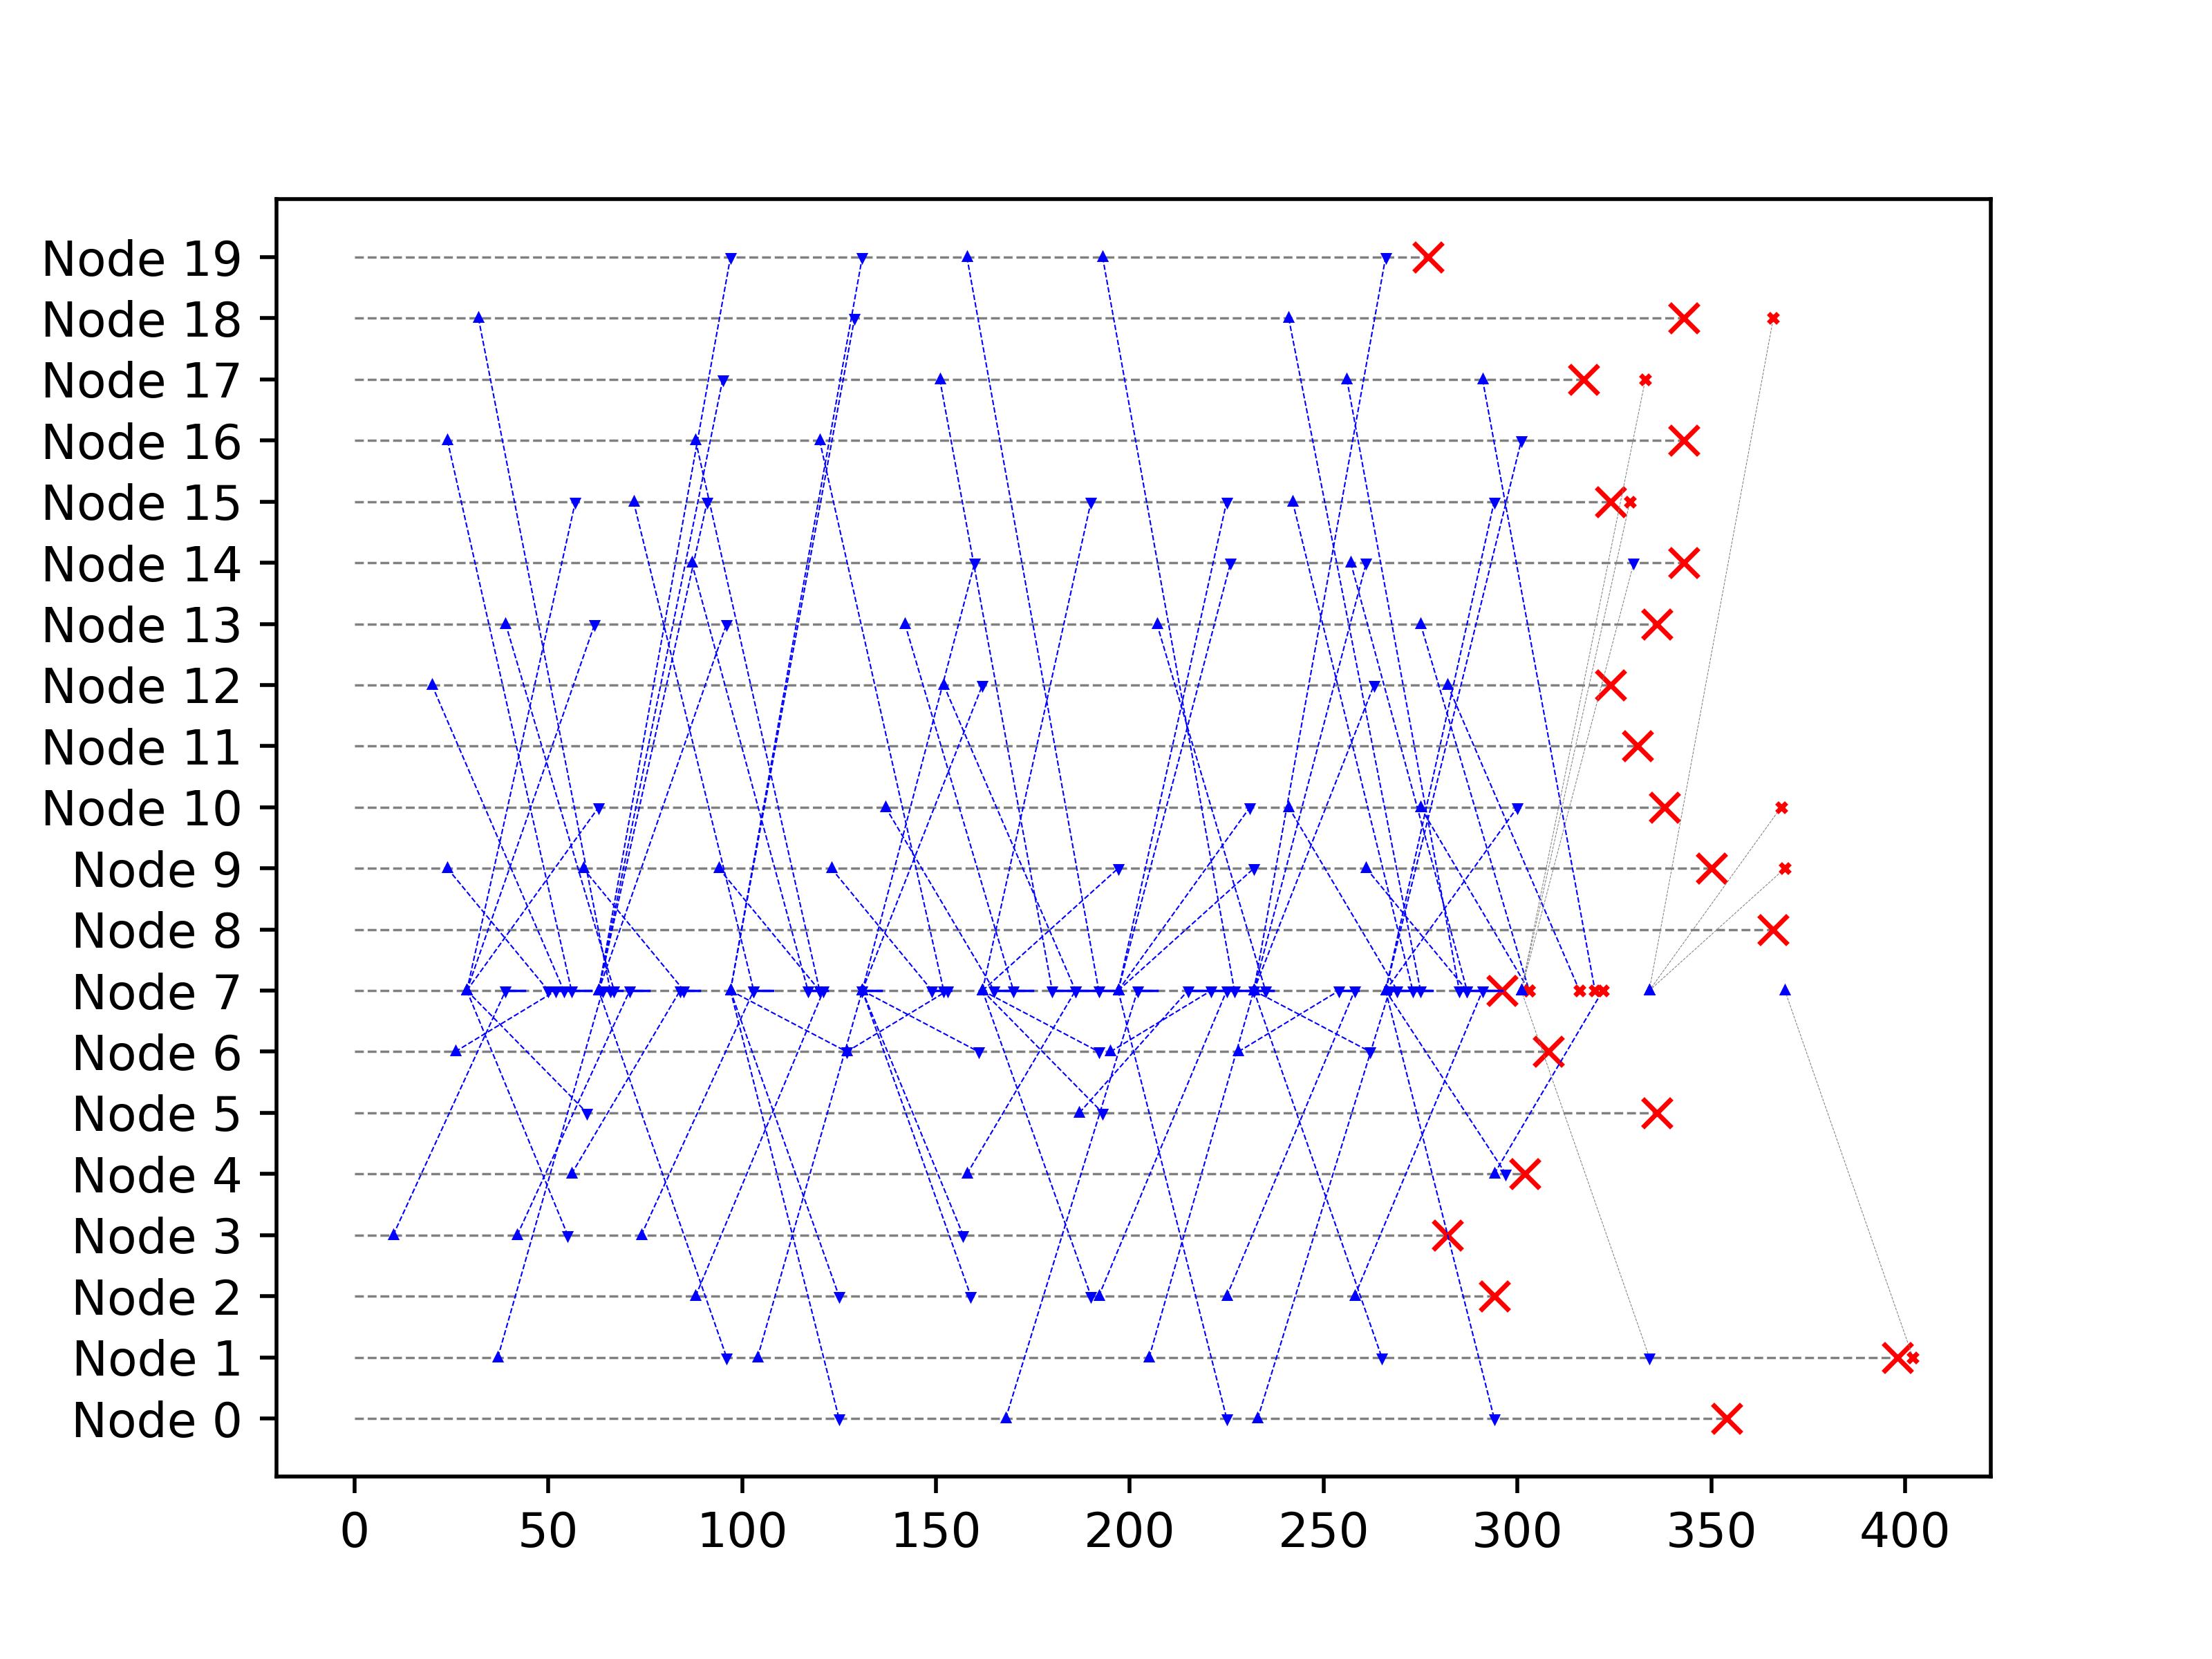 Node 19
Node 18
Node 17
Node 16
Node 15
Node 14
Node 13
Node 12
Node 11
Node 10
Node 9
Node 8
Node 7
Node 6
Node 5
Node 4
Node 3
Node 2
Node 1
Node 0
0 50 100 150 200 250 300 350 400